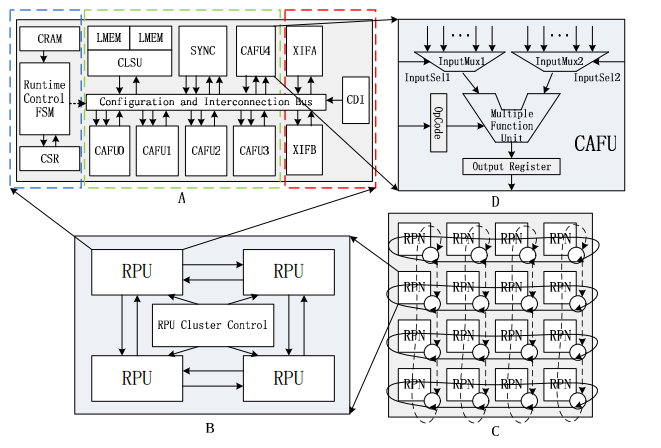 CRAM
Runtime
Control
FSM
CSR
LMEM LMEM
CLSU
SYNC
CAFU4
XIFA
Configuration and Interconnection Bus
CDI
CAFU0
CAFU1
CAFU2
CAFU3
XIFB
A
...
...
InputMux1
InputMux2
InputSel1
InputSel2
OpCode
Multiple
Function
Unit
CAFU
Output Register
D
RPU
RPU
RPU Cluster Control
RPU
RPU
B
RPN RPN RPN RPN
RPN RPN RPN RPN
RPN RPN RPN RPN
RPN RPN RPN RPN
C